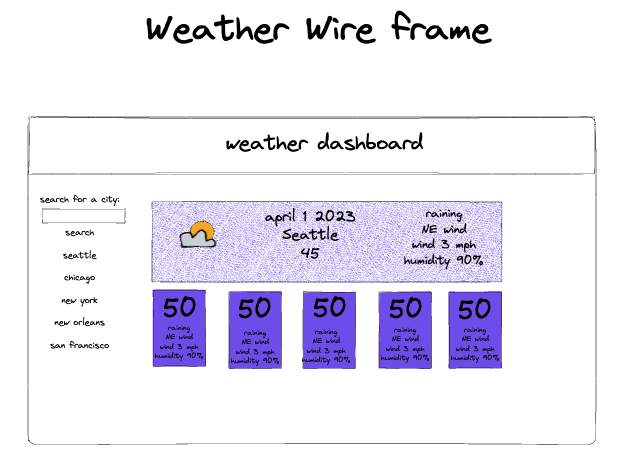 Weather Wire frame
weather dashboard
search for a city:
search
seattle
chicago
new york
new orleans
san francisco
april 1 2023
Seattle
45
raining
NE wind
wind 3 mph
humidity 90%
50
raining
NE wind
wind 3 mph
humidity 90%
50
raining
NE wind
wind 3 mph
humidity 90%
50
raining
NE wind
wind 3 mph
humidity 90%
50
raining
NE wind
wind 3 mph
humidity 90%
50
raining
NE wind
wind 3 mph
humidity 90%